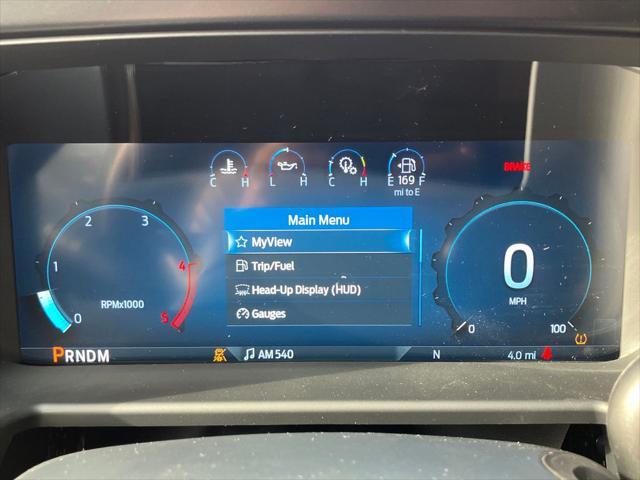 BRAKE
C H L H C H E F
169
mi to E
Main Menu
MyView
Trip/Fuel
Head-Up Display (HUD)
Gauges
0 1 2 3 4 5
RPMx1000
0
MPH
0 100
PRNDM
AM 540
N
4.0 mi